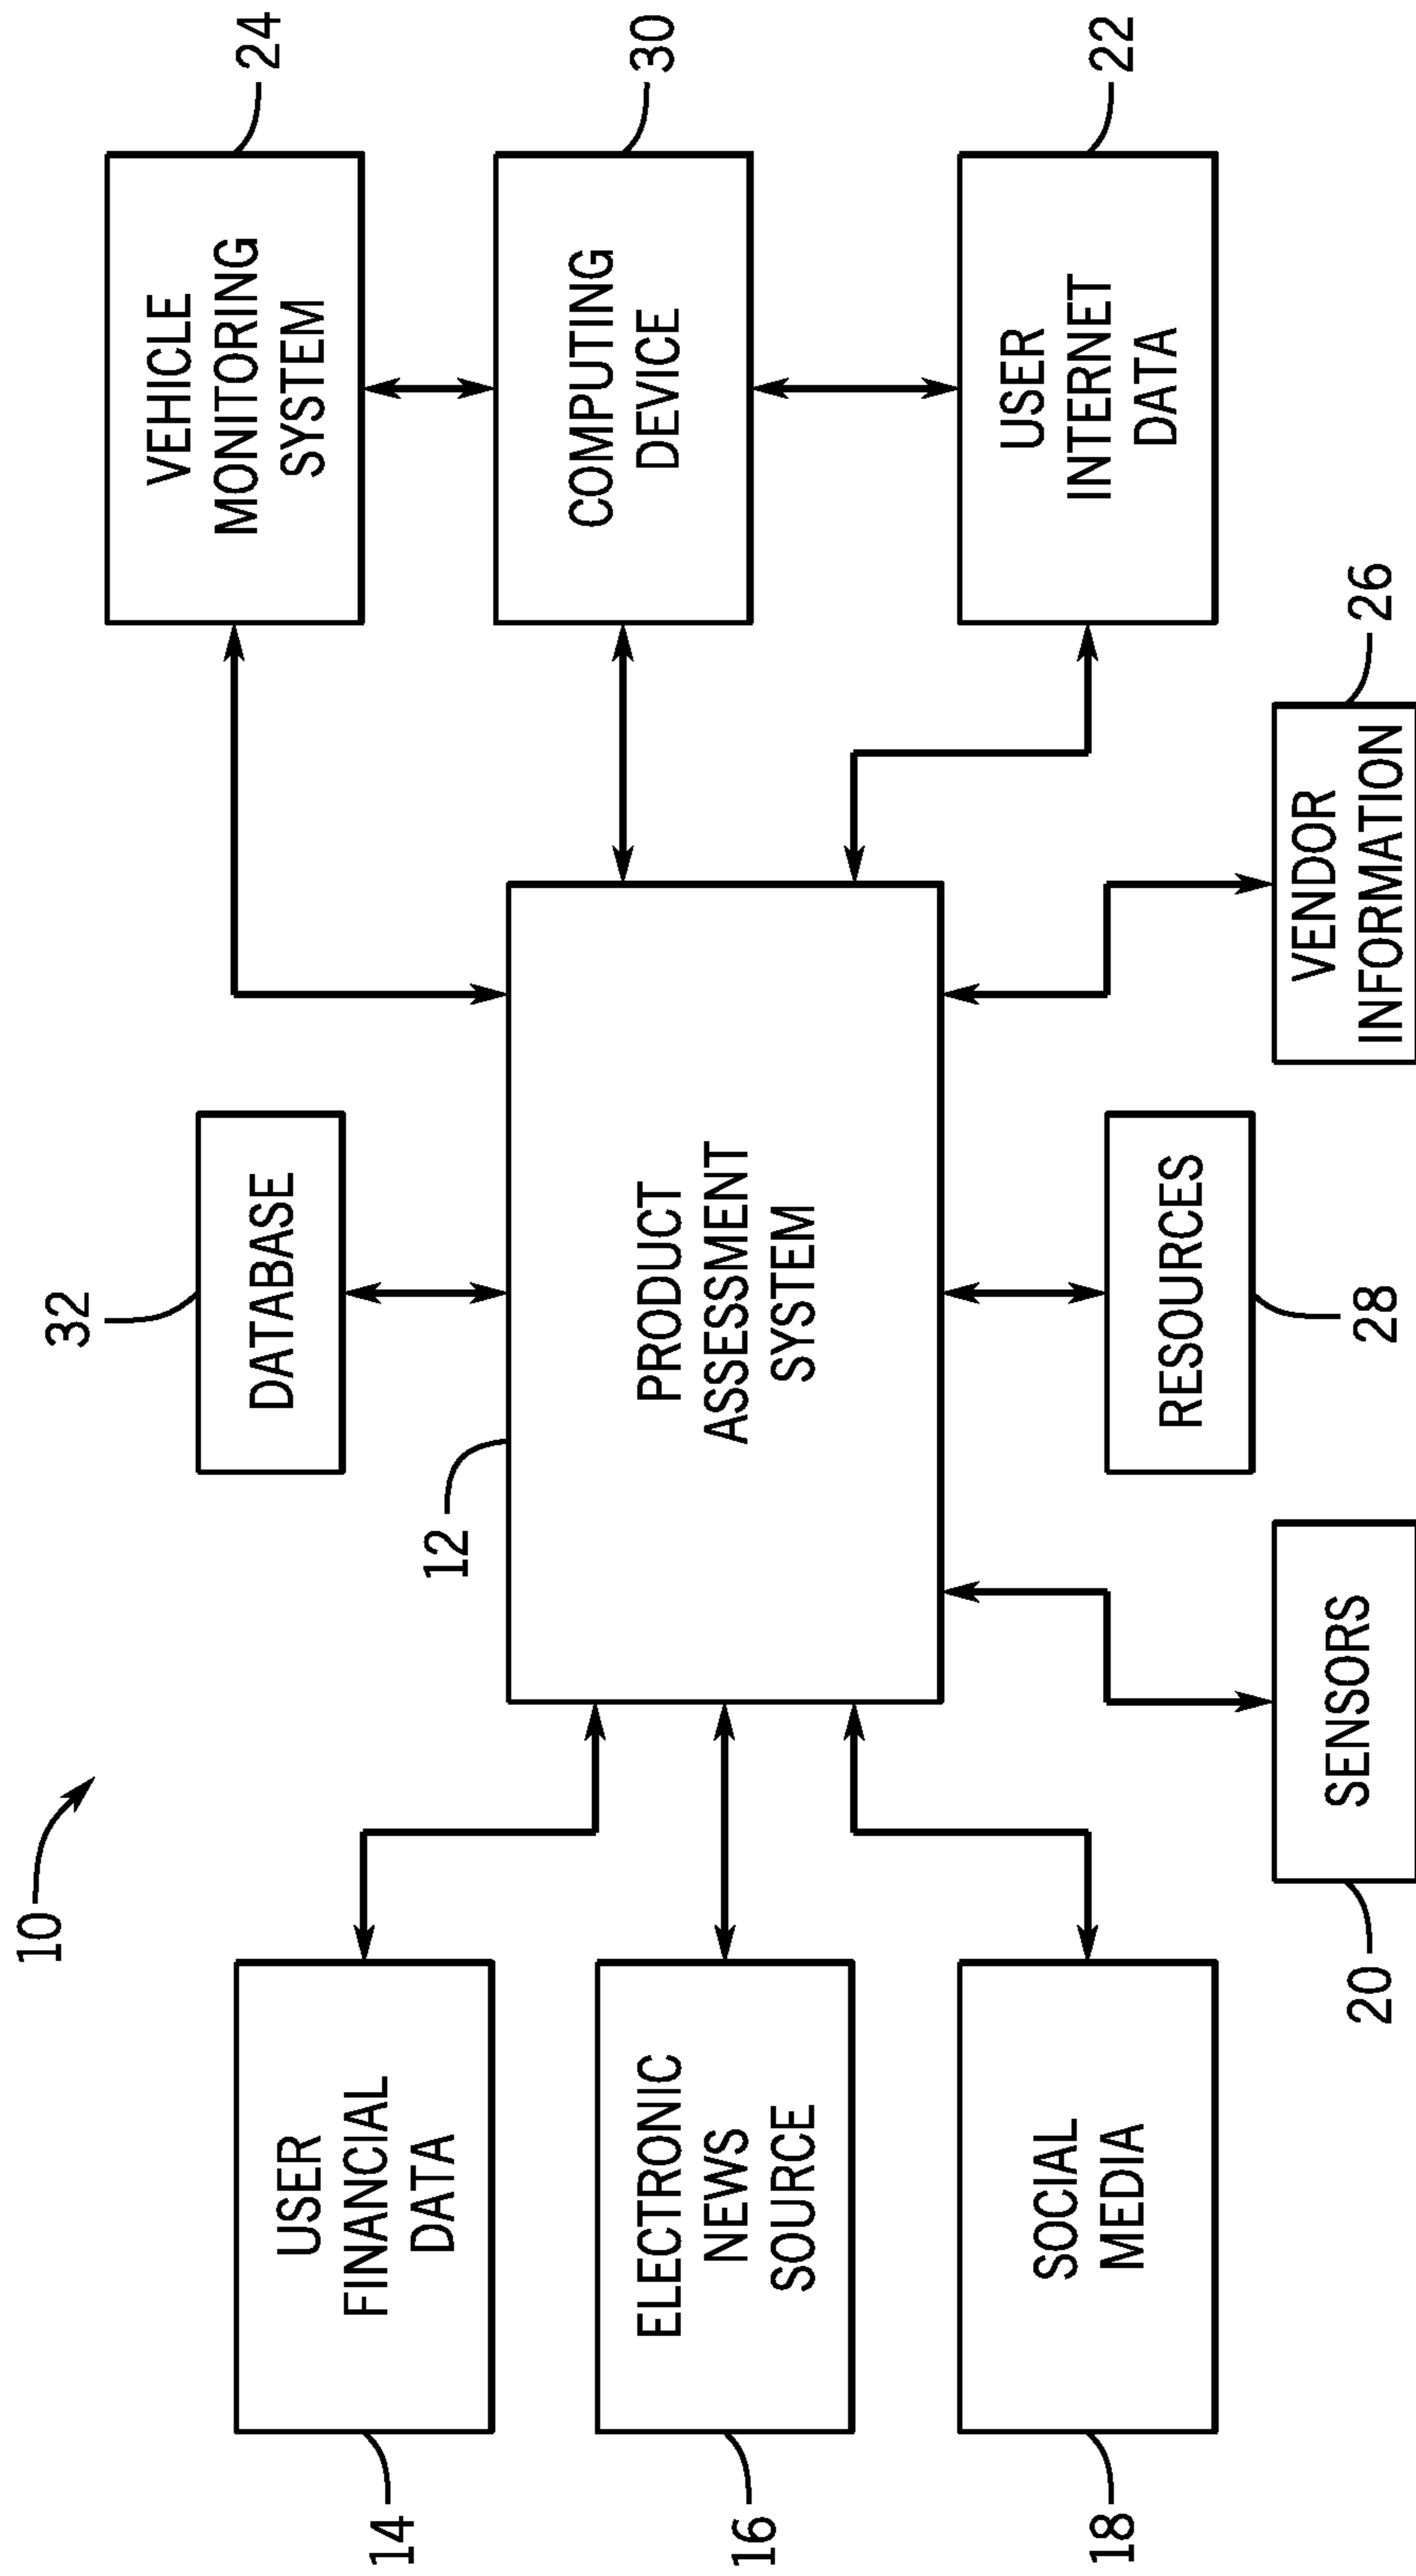 10
32
DATABASE
24
VEHICLE
MONITORING
SYSTEM
14
USER
FINANCIAL
DATA
12
PRODUCT
ASSESSMENT
SYSTEM
30
COMPUTING
DEVICE
16
ELECTRONIC
NEWS
SOURCE
18
SOCIAL
MEDIA
22
USER
INTERNET
DATA
RESOURCES
28
20
SENSORS
26
VENDOR
INFORMATION